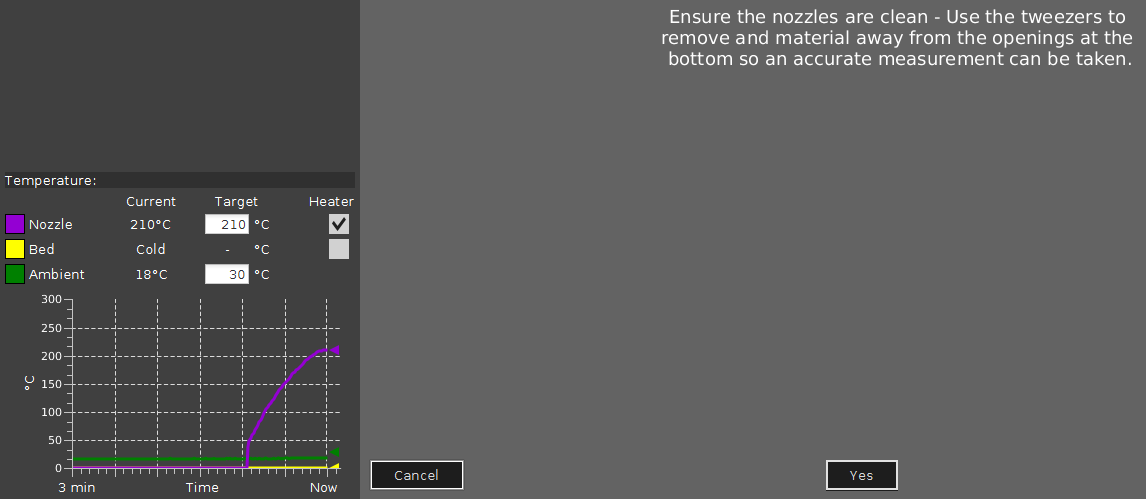 Ensure the nozzles are clean - Use the tweezers to
remove and material away from the openings at the
bottom so an accurate measurement can be taken.
Temperature:
Current Target Heater
Nozzle 210°C 210 °C
Bed Cold - °C
Ambient 18°C 30 °C
300
250
200
150
100
50
0
°C
3 min Time Now
Cancel Yes